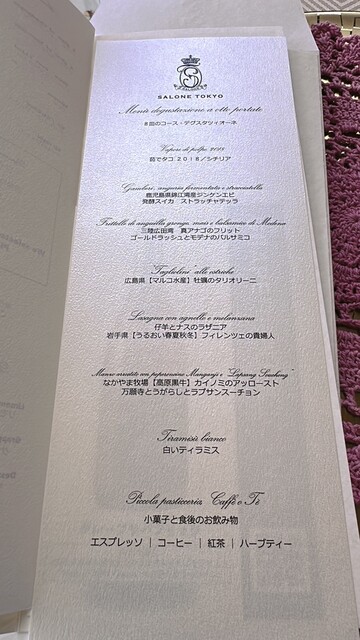 SALONE TOKYO
Menù degustazione a otto portate
8皿のコース・デグスタツィオーネ
Vapore di polpo 2018
茹でタコ 2018／シチリア
Gamberi, anguria fermentata e stracciatella
鹿児島県錦江湾産ジンケンエビ
発酵スイカ ストラッチャテッラ
Frittelle di anguilla grongo, mais e balsamico di Modena
三陸広田湾 真アナゴのフリット
ゴールドラッシュとモデナのバルサミコ
"Tagliolini" alle ostriche
広島県【マルコ水産】牡蠣のタリオリーニ
Lasagna con agnello e melanzana
仔羊とナスのラザニア
岩手県【うるおい春夏秋冬】フィレンツェの貴婦人
Manzo arrostito con peperoncino Manganji e "Lapsang Souchong"
なかやま牧場【高原黒牛】カイノミのアッロースト
万願寺とうがらしとラプサンスーチョン
Tiramisù bianco
白いティラミス
Piccola pasticceria, Caffè o Tè
小菓子と食後のお飲み物
エスプレッソ｜コーヒー｜紅茶｜ハーブティー